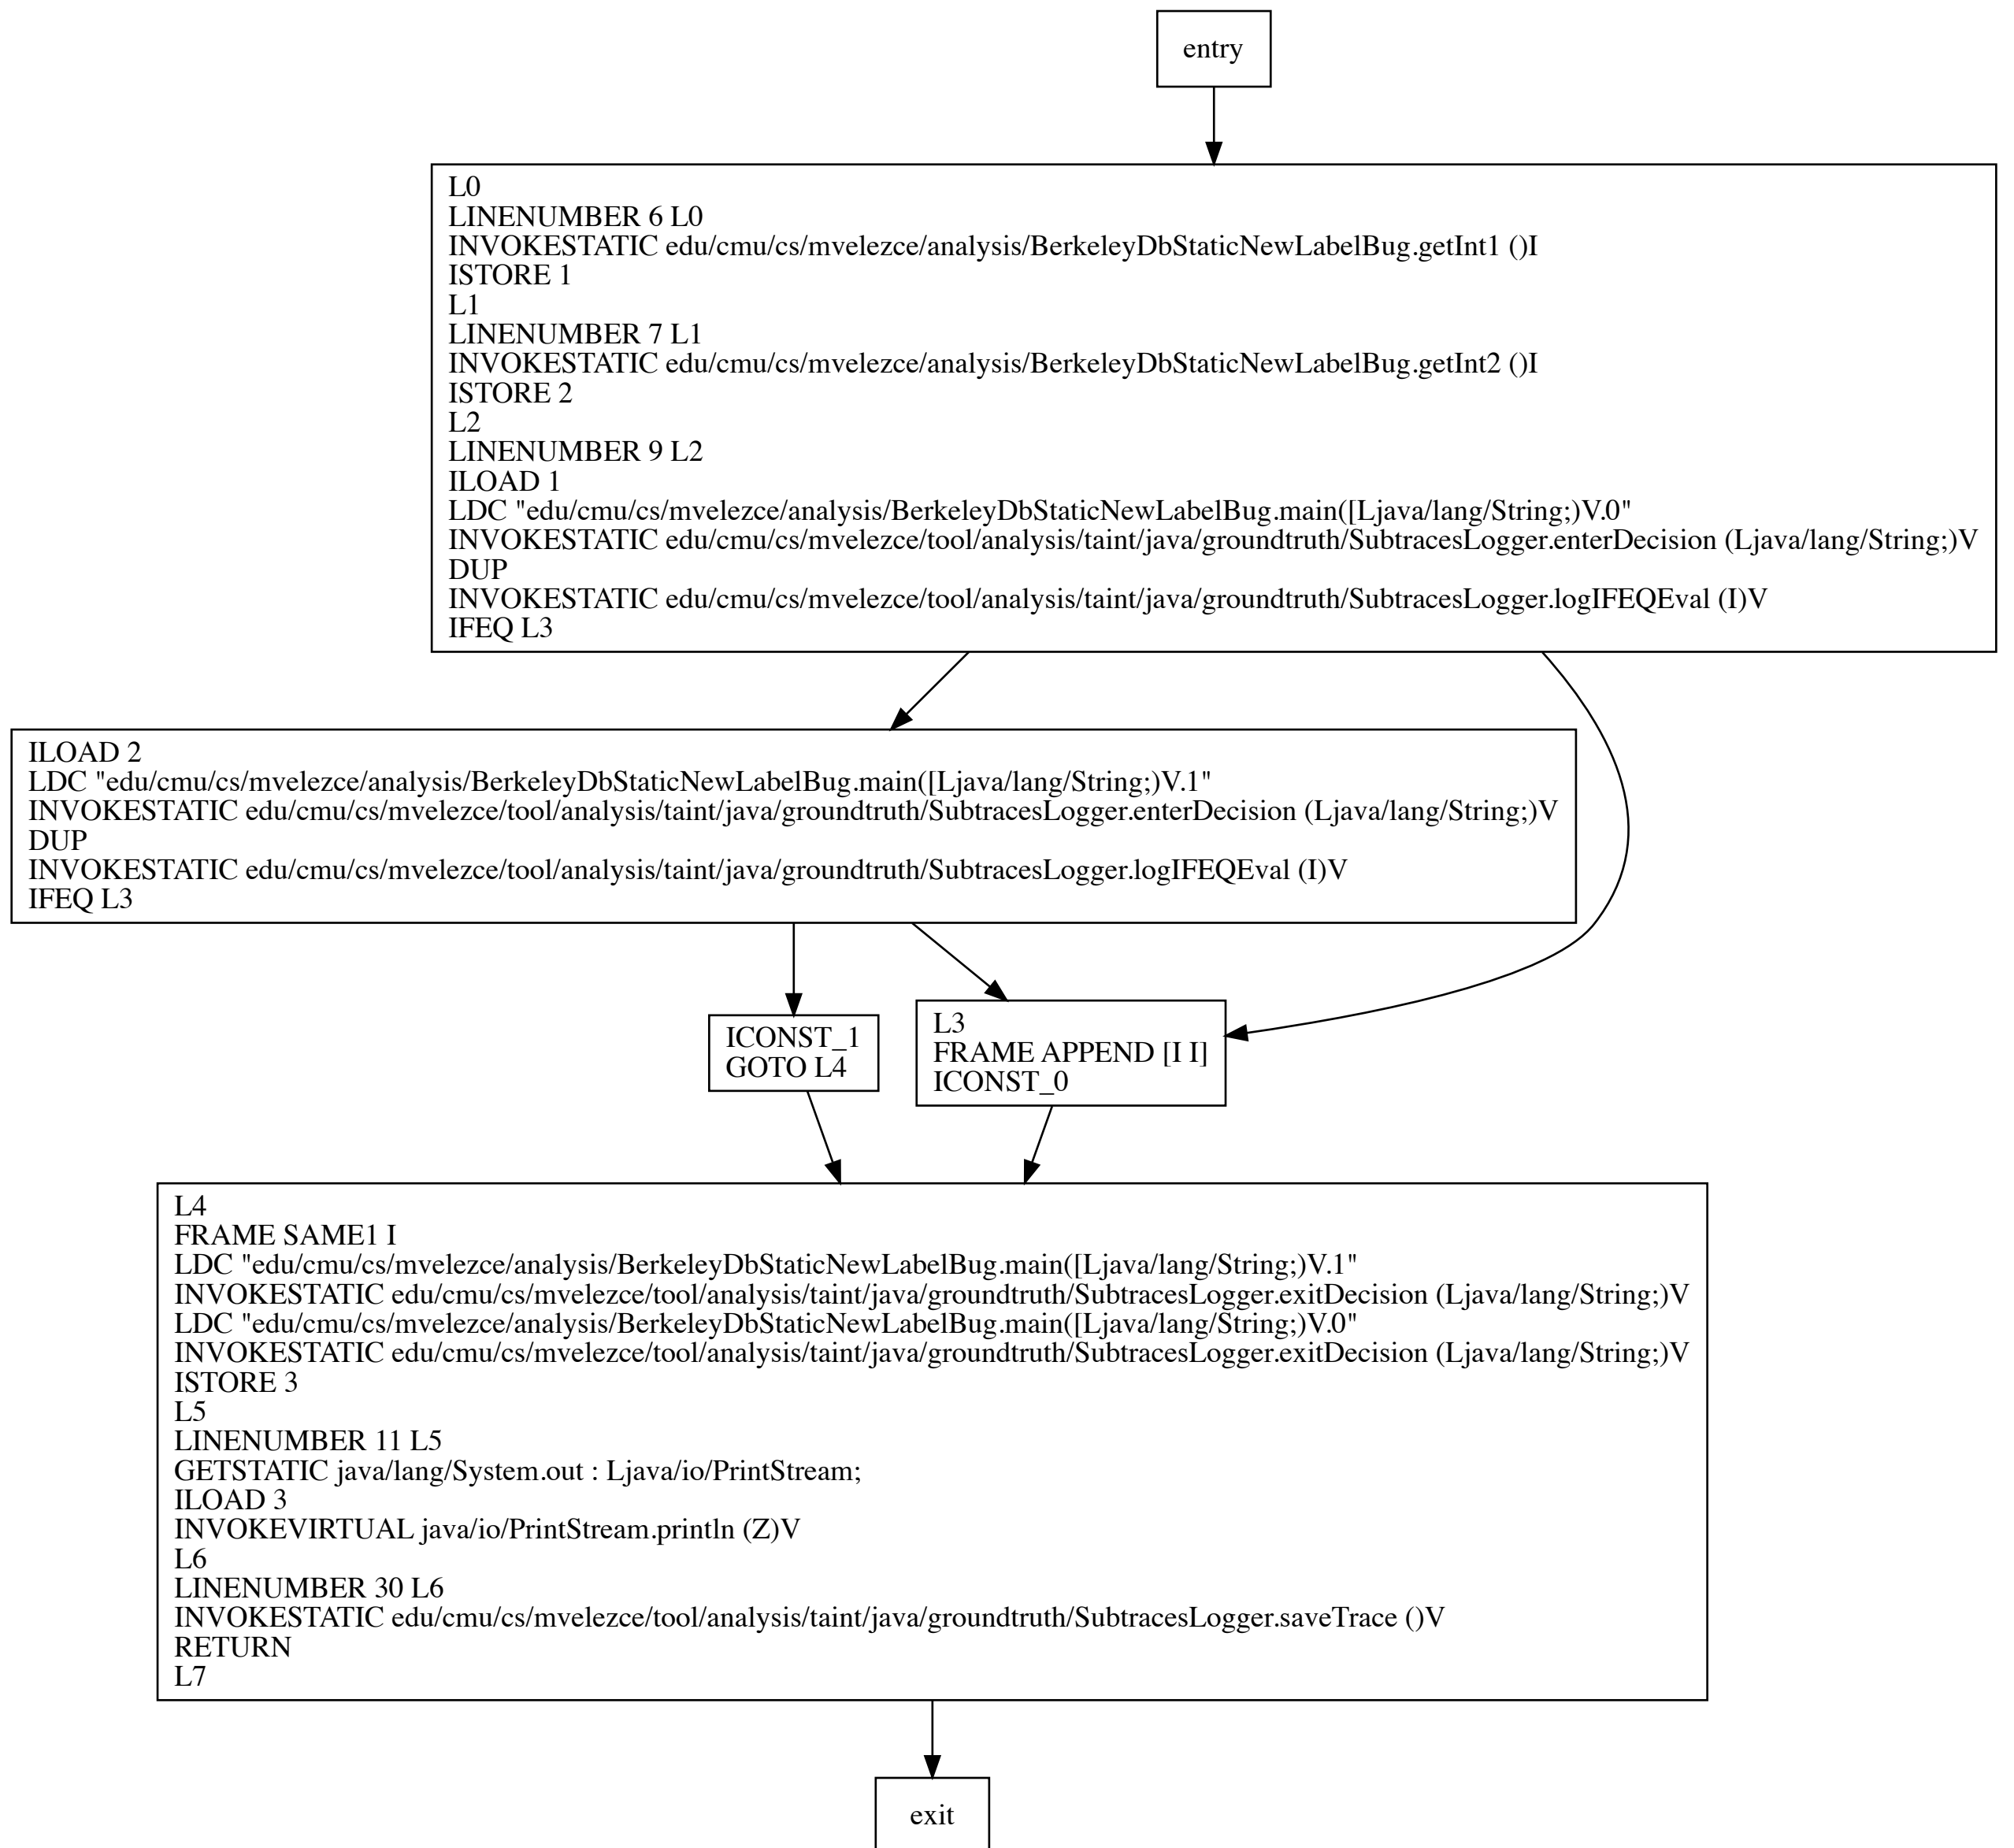 entry
L0
LINENUMBER 6 L0
INVOKESTATIC edu/cmu/cs/mvelezce/analysis/BerkeleyDbStaticNewLabelBug.getInt1 ()I
ISTORE 1
L1
LINENUMBER 7 L1
INVOKESTATIC edu/cmu/cs/mvelezce/analysis/BerkeleyDbStaticNewLabelBug.getInt2 ()I
ISTORE 2
L2
LINENUMBER 9 L2
ILOAD 1
LDC "edu/cmu/cs/mvelezce/analysis/BerkeleyDbStaticNewLabelBug.main([Ljava/lang/String;)V.0"
INVOKESTATIC edu/cmu/cs/mvelezce/tool/analysis/taint/java/groundtruth/SubtracesLogger.enterDecision (Ljava/lang/String;)V
DUP
INVOKESTATIC edu/cmu/cs/mvelezce/tool/analysis/taint/java/groundtruth/SubtracesLogger.logIFEQEval (I)V
IFEQ L3
ILOAD 2
LDC "edu/cmu/cs/mvelezce/analysis/BerkeleyDbStaticNewLabelBug.main([Ljava/lang/String;)V.1"
INVOKESTATIC edu/cmu/cs/mvelezce/tool/analysis/taint/java/groundtruth/SubtracesLogger.enterDecision (Ljava/lang/String;)V
DUP
INVOKESTATIC edu/cmu/cs/mvelezce/tool/analysis/taint/java/groundtruth/SubtracesLogger.logIFEQEval (I)V
IFEQ L3
ICONST_1
GOTO L4
L3
FRAME APPEND [I I]
ICONST_0
L4
FRAME SAME1 I
LDC "edu/cmu/cs/mvelezce/analysis/BerkeleyDbStaticNewLabelBug.main([Ljava/lang/String;)V.1"
INVOKESTATIC edu/cmu/cs/mvelezce/tool/analysis/taint/java/groundtruth/SubtracesLogger.exitDecision (Ljava/lang/String;)V
LDC "edu/cmu/cs/mvelezce/analysis/BerkeleyDbStaticNewLabelBug.main([Ljava/lang/String;)V.0"
INVOKESTATIC edu/cmu/cs/mvelezce/tool/analysis/taint/java/groundtruth/SubtracesLogger.exitDecision (Ljava/lang/String;)V
ISTORE 3
L5
LINENUMBER 11 L5
GETSTATIC java/lang/System.out : Ljava/io/PrintStream;
ILOAD 3
INVOKEVIRTUAL java/io/PrintStream.println (Z)V
L6
LINENUMBER 30 L6
INVOKESTATIC edu/cmu/cs/mvelezce/tool/analysis/taint/java/groundtruth/SubtracesLogger.saveTrace ()V
RETURN
L7
exit